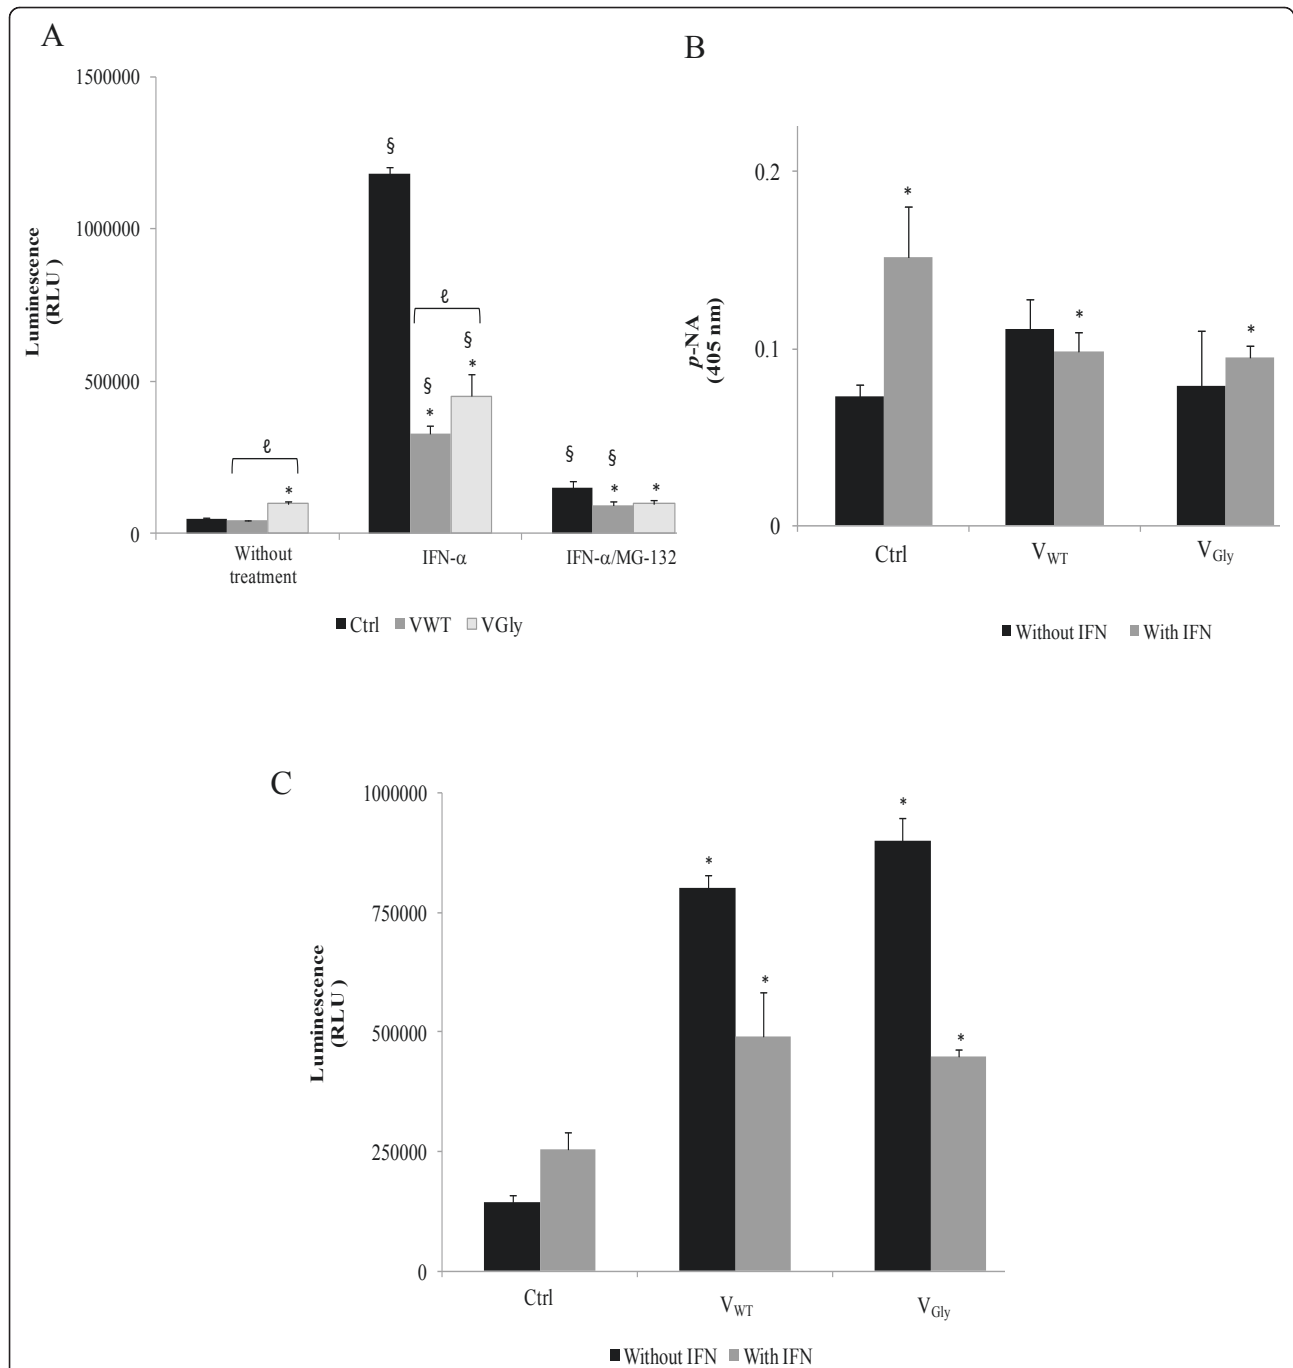 A
1500000
1000000
500000
0
Luminescence
(RLU )
§
ℓ
§
§
*
*
ℓ
*
§
§
*
*
Without
treatment
IFN-α
IFN-α/MG-132
Ctrl
VWT
VGly
B
0.2
0.1
0
p-NA
(405 nm)
*
*
*
Ctrl
VWT
VGly
Without IFN
With IFN
C
1000000
750000
500000
250000
0
Luminescence
(RLU )
*
*
*
*
Ctrl
VWT
VGly
Without IFN
With IFN